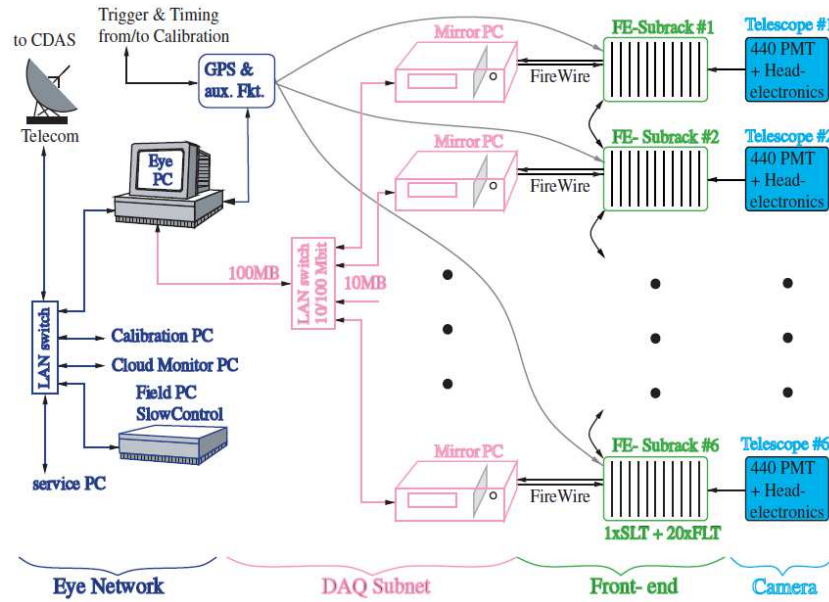 Trigger & Timing
from/to Calibration
to CDAS
Telecom
GPS &
aux. Fkt.
Eye
PC
Mirror PC
FireWire
FE-Subrack #1
Telescope #1
440 PMT
+ Head-
electronics
Mirror PC
FireWire
FE- Subrack #2
Telescope #2
440 PMT
+ Head-
electronics
100MB
LAN switch
10/100 Mbit
10MB
LAN switch
Calibration PC
Cloud Monitor PC
Field PC
SlowControl
service PC
Mirror PC
FireWire
FE- Subrack #6
1xSLT + 20xFLT
Telescope #6
440 PMT
+ Head-
electronics
Eye Network
DAQ Subnet
Front- end
Camera